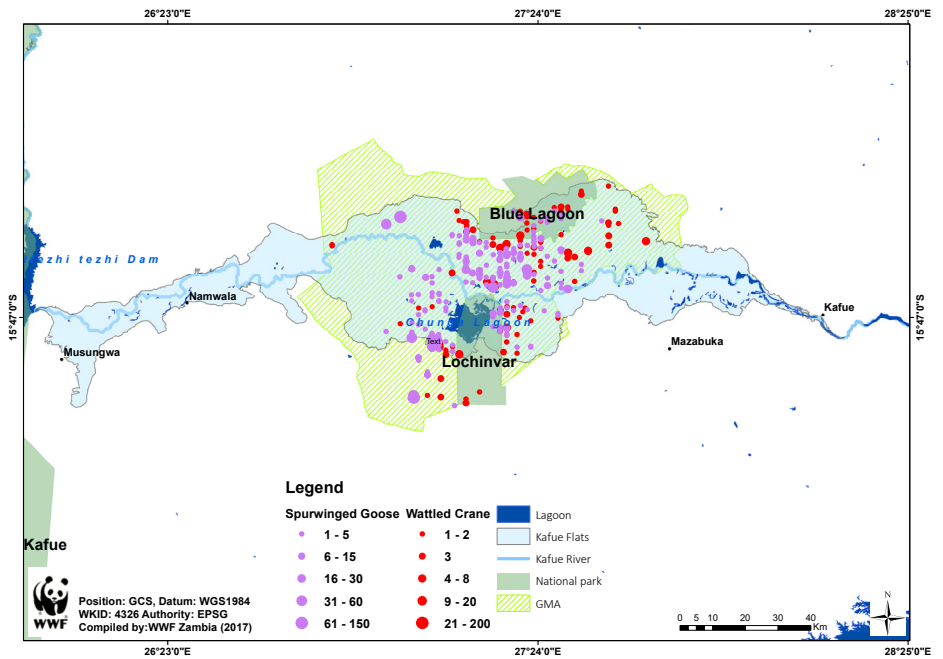 26°23'0"E
27°24'0"E
28°25'0"E
Blue Lagoon
ezhi tezhi Dam
Namwala
15°47'0"S
15°47'0"S
Kafue
Chunga Lagoon
Musungwa
Text
Mazabuka
Lochinvar
Legend
Spurwinged Goose
1 - 5
6 - 15
16 - 30
31 - 60
61 - 150
Wattled Crane
1 - 2
3
4 - 8
9 - 20
21 - 200
Lagoon
Kafue Flats
Kafue River
National park
GMA
Kafue
WWF
Position: GCS, Datum: WGS1984
WKID: 4326 Authority: EPSG
Compiled by:WWF Zambia (2017)
N
0 5 10 20 30 40
Km
26°23'0"E
27°24'0"E
28°25'0"E